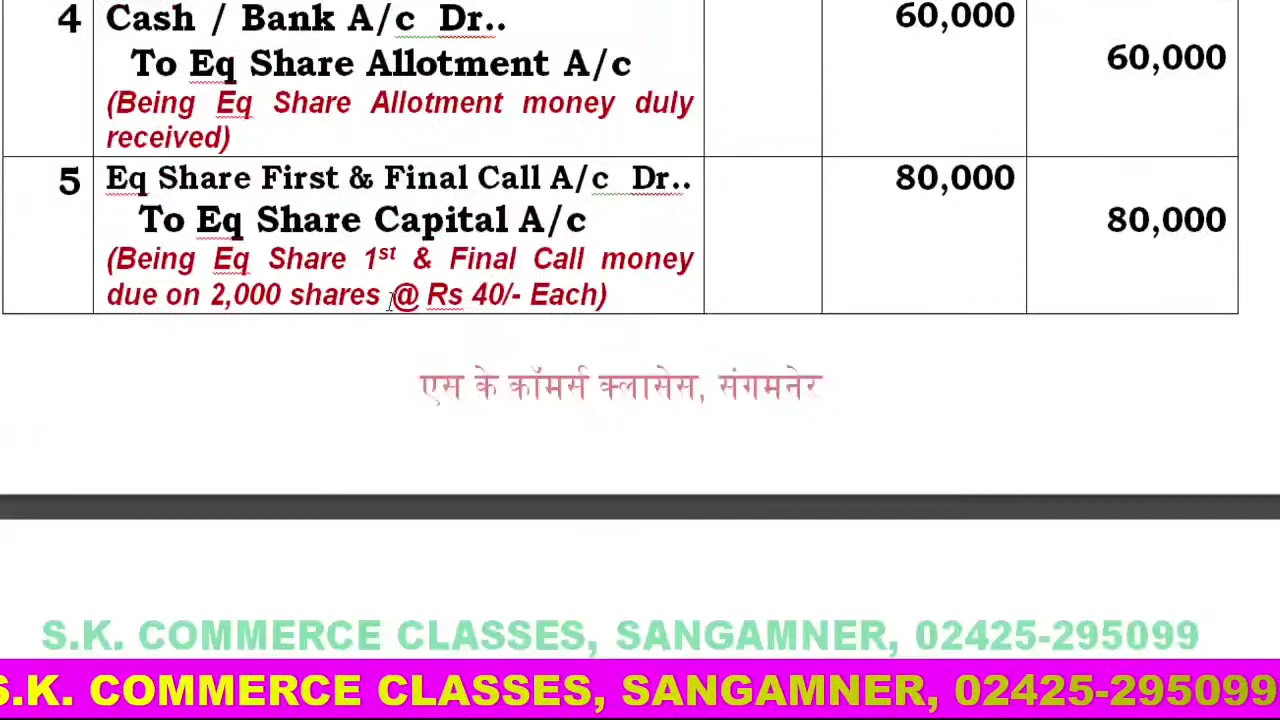 4 Cash / Bank A/c Dr.. 60,000
To Eq Share Allotment A/c 60,000
(Being Eq Share Allotment money duly
received)
5 Eq Share First & Final Call A/c Dr.. 80,000
To Eq Share Capital A/c 80,000
(Being Eq Share 1st & Final Call money
due on 2,000 shares @ Rs 40/- Each)
एस के कॉमर्स क्लासेस, संगमनेर
S.K. COMMERCE CLASSES, SANGAMNER, 02425-295099
S.K. COMMERCE CLASSES, SANGAMNER, 02425-295099